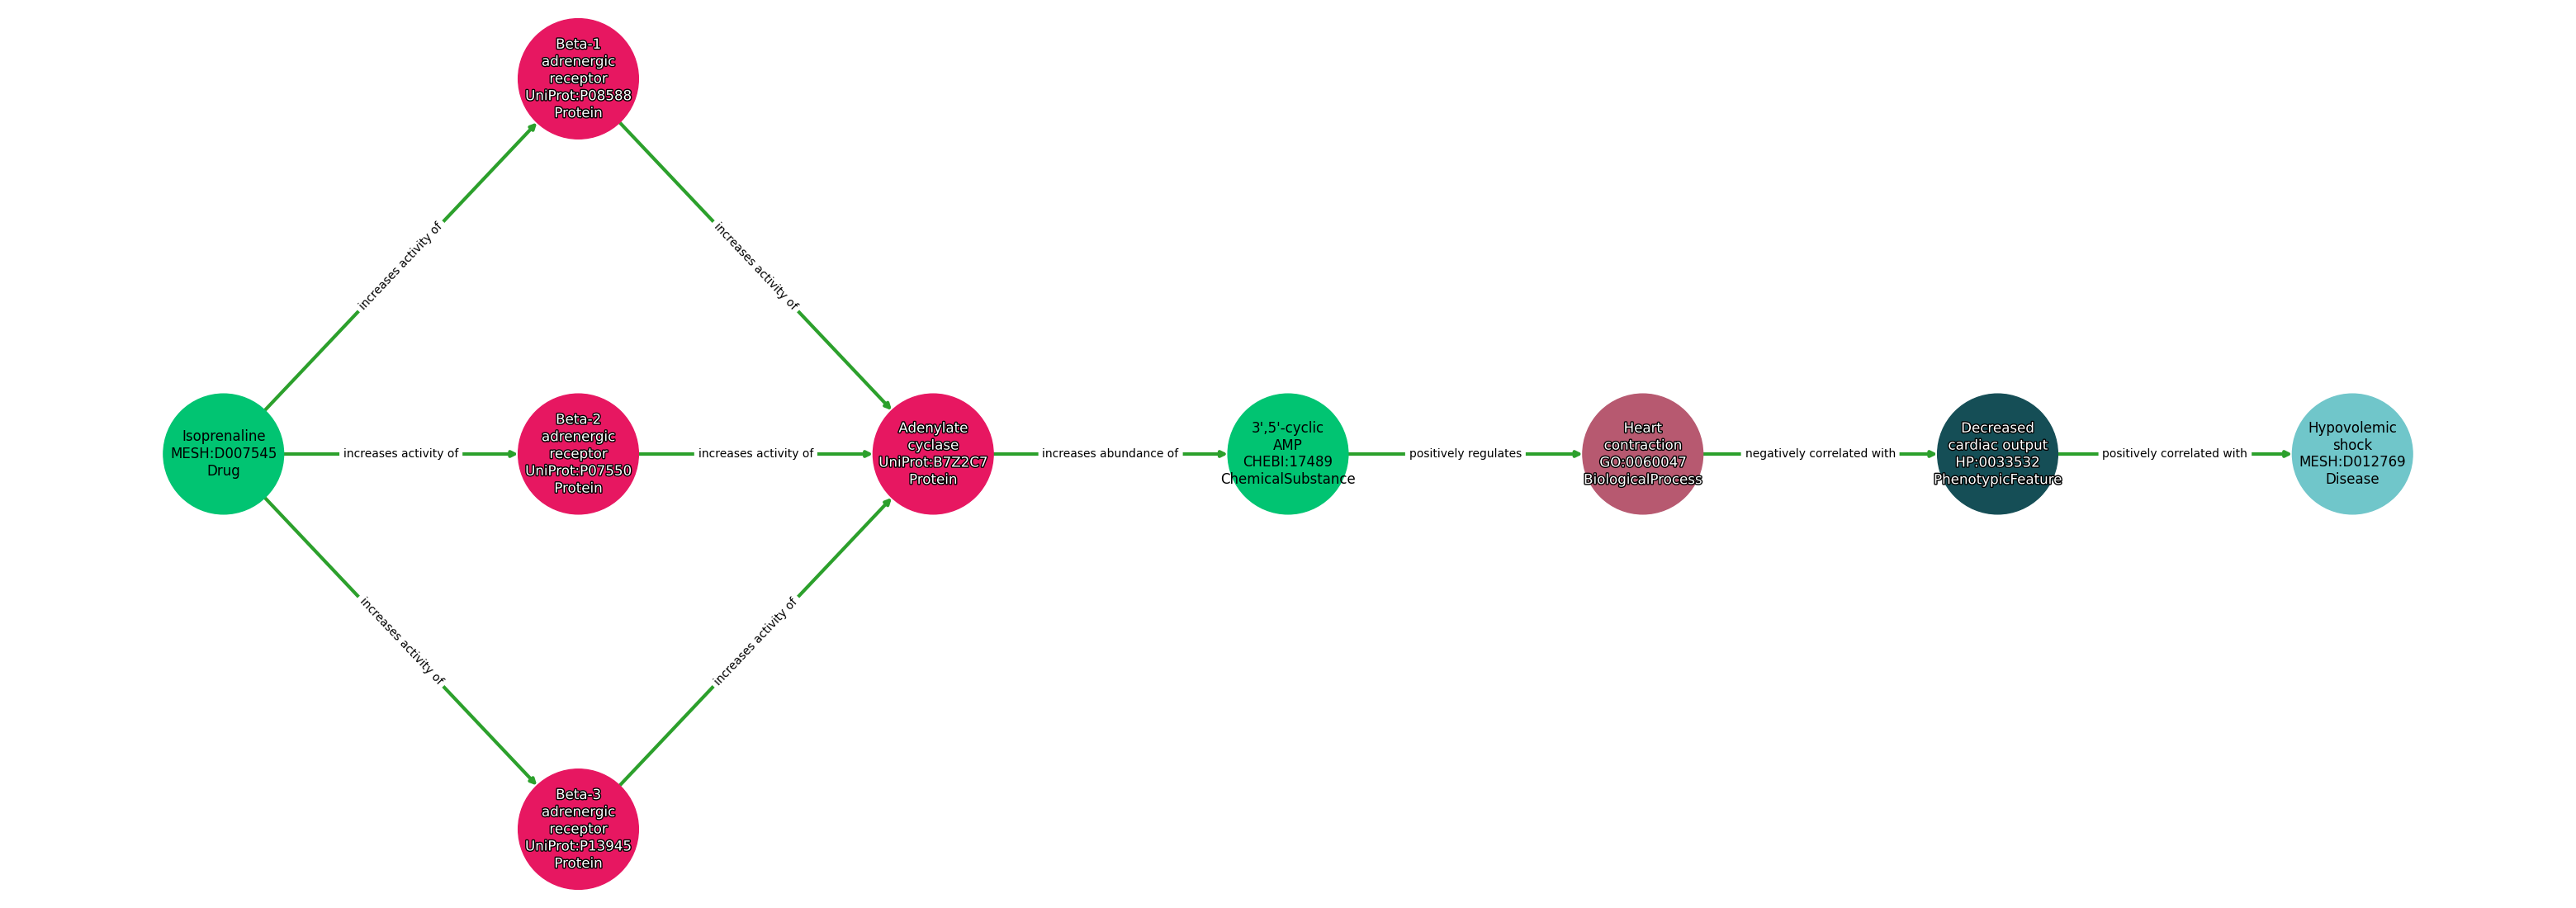 Beta-1
adrenergic
receptor
UniProt:P08588
Protein
increases activity of
increases activity of
Isoprenaline
MESH:D007545
Drug
increases activity of
Beta-2
adrenergic
receptor
UniProt:P07550
Protein
increases activity of
Adenylate
cyclase
UniProt:B7Z2C7
Protein
increases abundance of
3',5'-cyclic
AMP
CHEBI:17489
ChemicalSubstance
positively regulates
Heart
contraction
GO:0060047
BiologicalProcess
negatively correlated with
Decreased
cardiac output
HP:0033532
PhenotypicFeature
positively correlated with
Hypovolemic
shock
MESH:D012769
Disease
increases activity of
increases activity of
Beta-3
adrenergic
receptor
UniProt:P13945
Protein